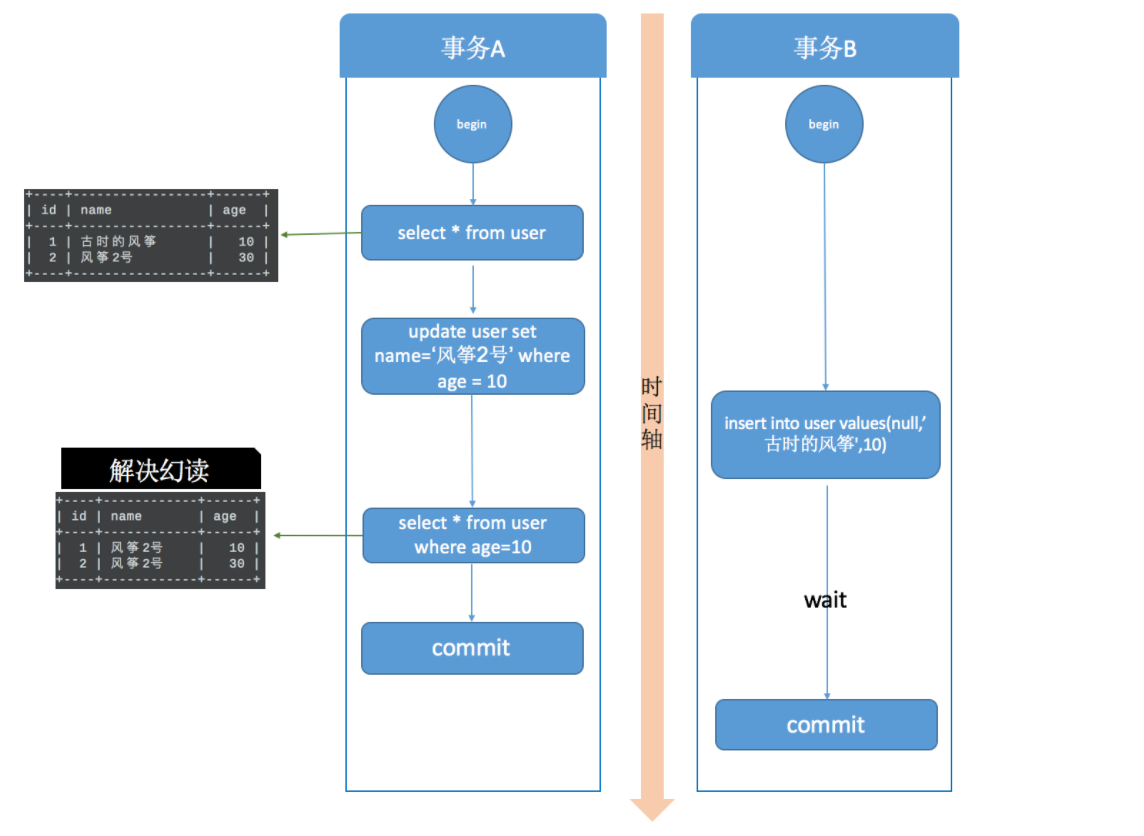 事务A
事务B
begin
begin
+----+-----------------+------+
| id | name | age |
+----+-----------------+------+
| 1 | 古时的风筝 | 10 |
| 2 | 风筝2号 | 30 |
+----+-----------------+------+
select * from user
update user set
name=‘风筝2号’ where
age = 10
时
间
轴
insert into user values(null,’
古时的风筝',10)
解决幻读
+----+------------+------+
| id | name | age |
+----+------------+------+
| 1 | 风筝2号 | 10 |
| 2 | 风筝2号 | 30 |
+----+------------+------+
select * from user
where age=10
wait
commit
commit